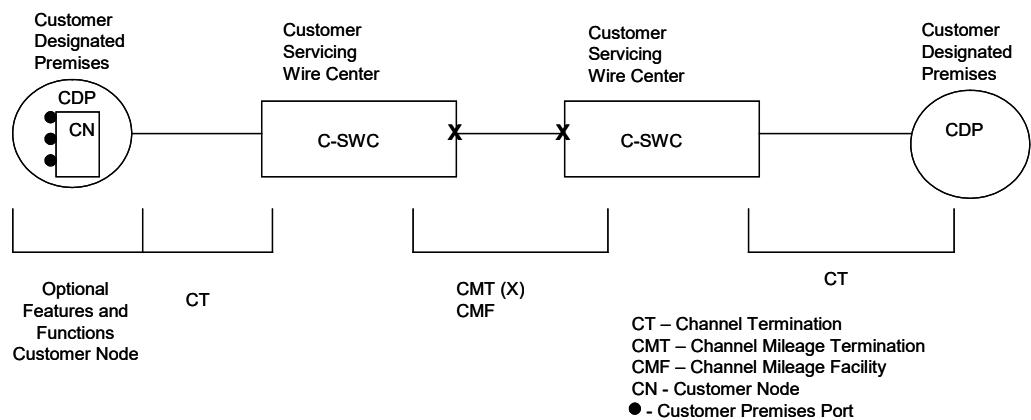 Customer
Designated
Premises
Customer
Servicing
Wire Center
Customer
Servicing
Wire Center
Customer
Designated
Premises
CDP
CN
C-SWC
X
X
C-SWC
CDP
Optional
Features and
Functions
Customer Node
CT
CMT (X)
CMF
CT
CT – Channel Termination
CMT – Channel Mileage Termination
CMF – Channel Mileage Facility
CN - Customer Node
● - Customer Premises Port